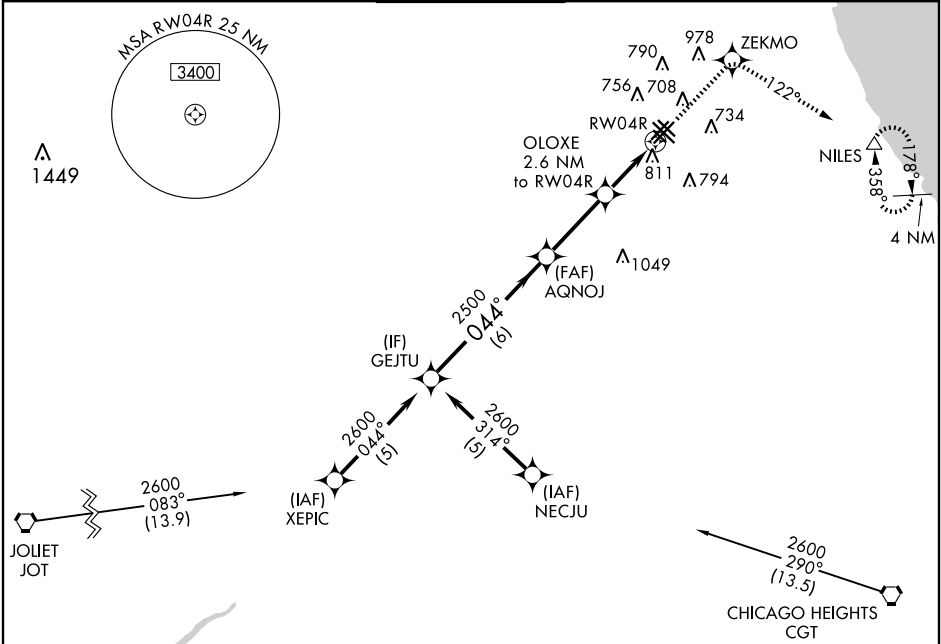 MSA RW04R 25 NM
3400
1449
790
978
ZEKMO
756
708
122°
RW04R
734
OLOXE
2.6 NM
to RW04R
811
794
NILES
358°
178°
4 NM
1049
(FAF)
AQNOJ
2500
044°
(6)
(IF)
GEJTU
2600
044°
(5)
2600
314°
(5)
(IAF)
XEPIC
(IAF)
NECJU
2600
083°
(13.9)
JOLIET
JOT
2600
290°
(13.5)
CHICAGO HEIGHTS
CGT